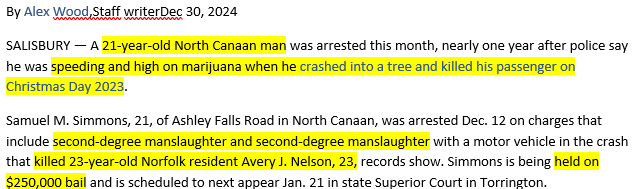 By Alex Wood,Staff writerDec 30, 2024
SALISBURY — A 21-year-old North Canaan man was arrested this month, nearly one year after police say
he was speeding and high on marijuana when he crashed into a tree and killed his passenger on
Christmas Day 2023.
Samuel M. Simmons, 21, of Ashley Falls Road in North Canaan, was arrested Dec. 12 on charges that
include second-degree manslaughter and second-degree manslaughter with a motor vehicle in the crash
that killed 23-year-old Norfolk resident Avery J. Nelson, 23, records show. Simmons is being held on
$250,000 bail and is scheduled to next appear Jan. 21 in state Superior Court in Torrington.